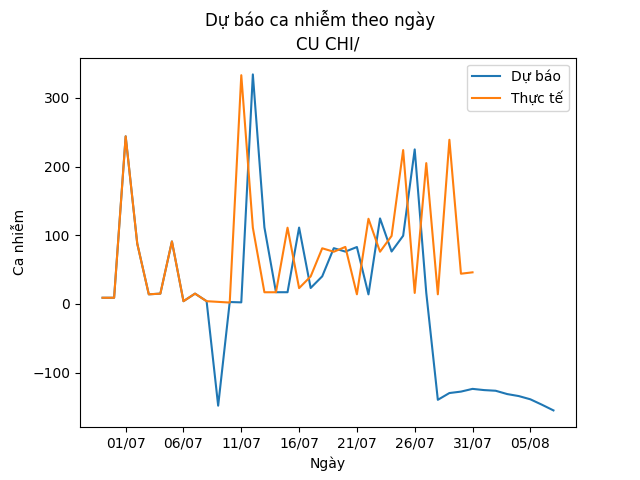 Dự báo ca nhiễm theo ngày
CU CHI/
Dự báo
Thực tế
Ca nhiễm
300
200
100
0
−100
01/07 06/07 11/07 16/07 21/07 26/07 31/07 05/08
Ngày